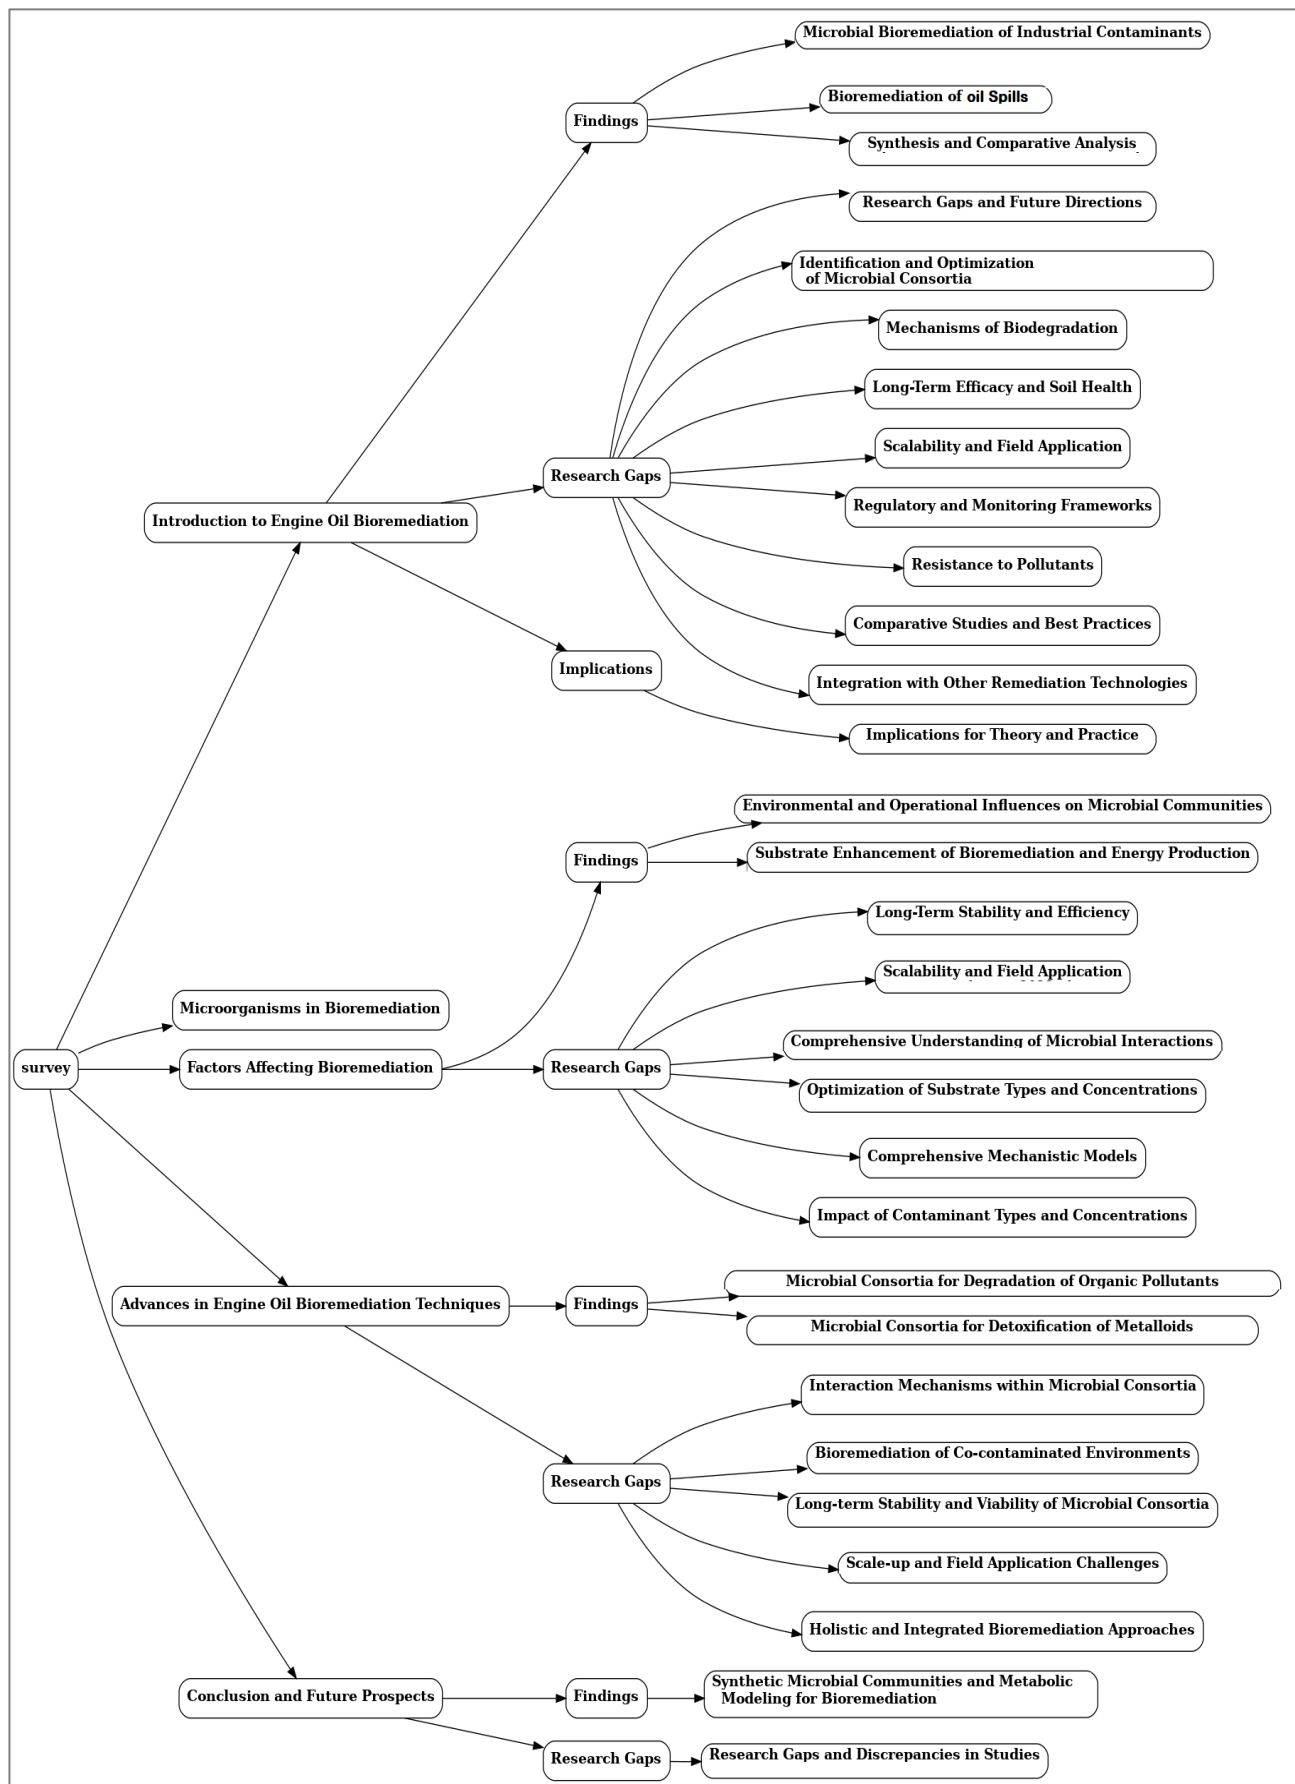 Microbial Bioremediation of Industrial Contaminants
Bioremediation of oil Spills
Findings
Synthesis and Comparative Analysis
Research Gaps and Future Directions
Identification and Optimization
of Microbial Consortia
Mechanisms of Biodegradation
Long-Term Efficacy and Soil Health
Scalability and Field Application
Research Gaps
Regulatory and Monitoring Frameworks
Introduction to Engine Oil Bioremediation
Resistance to Pollutants
Comparative Studies and Best Practices
Implications
Integration with Other Remediation Technologies
Implications for Theory and Practice
Environmental and Operational Influences on Microbial Communities
Findings
Substrate Enhancement of Bioremediation and Energy Production
Long-Term Stability and Efficiency
Scalability and Field Application
Microorganisms in Bioremediation
Comprehensive Understanding of Microbial Interactions
survey
Factors Affecting Bioremediation
Research Gaps
Optimization of Substrate Types and Concentrations
Comprehensive Mechanistic Models
Impact of Contaminant Types and Concentrations
Microbial Consortia for Degradation of Organic Pollutants
Advances in Engine Oil Bioremediation Techniques
Findings
Microbial Consortia for Detoxification of Metalloids
Interaction Mechanisms within Microbial Consortia
Bioremediation of Co-contaminated Environments
Research Gaps
Long-term Stability and Viability of Microbial Consortia
Scale-up and Field Application Challenges
Holistic and Integrated Bioremediation Approaches
Conclusion and Future Prospects
Findings
Synthetic Microbial Communities and Metabolic
Modeling for Bioremediation
Research Gaps
Research Gaps and Discrepancies in Studies